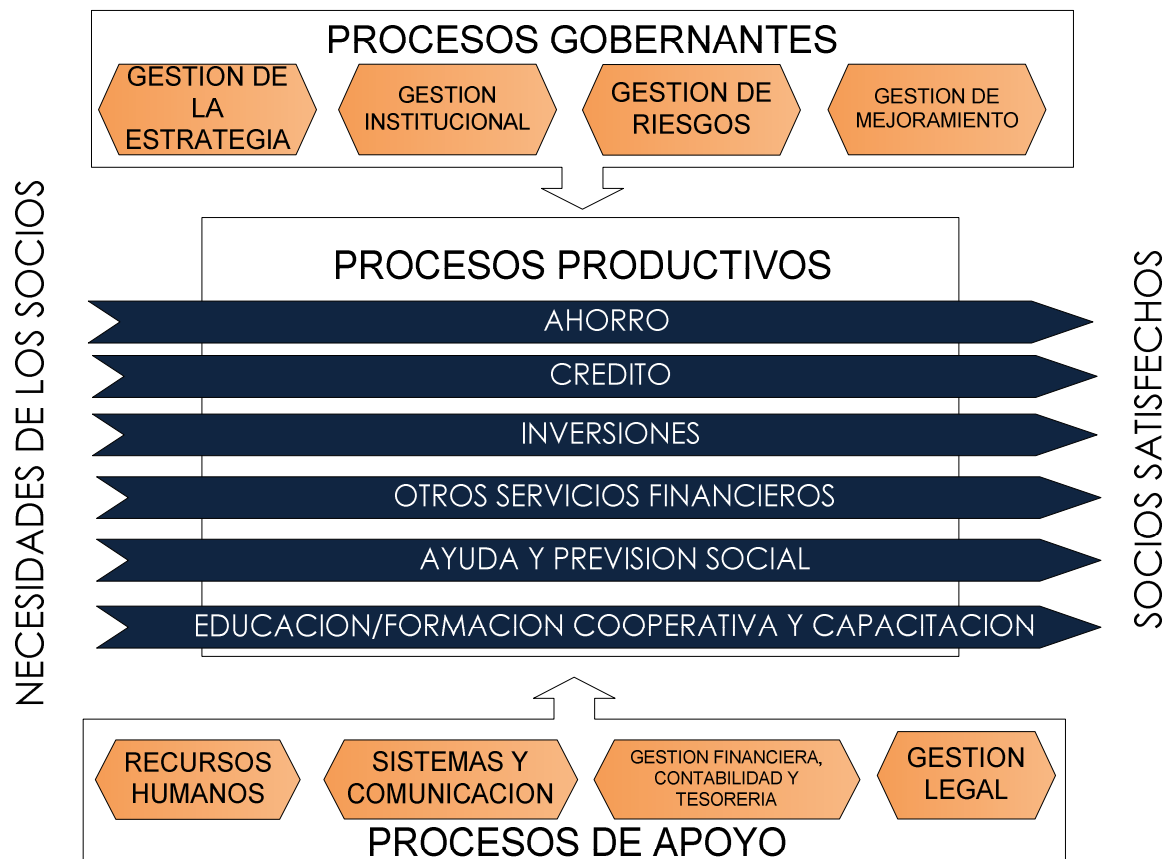 PROCESOS GOBERNANTES
GESTION DE
LA
ESTRATEGIA
GESTION
INSTITUCIONAL
GESTION DE
RIESGOS
GESTION DE
MEJORAMIENTO
NECESIDADES DE LOS SOCIOS
PROCESOS PRODUCTIVOS
AHORRO
CREDITO
INVERSIONES
OTROS SERVICIOS FINANCIEROS
AYUDA Y PREVISION SOCIAL
EDUCACION/FORMACION COOPERATIVA Y CAPACITACION
SOCIOS SATISFECHOS
RECURSOS
HUMANOS
SISTEMAS Y
COMUNICACION
GESTION FINANCIERA,
CONTABILIDAD Y
TESORERIA
GESTION
LEGAL
PROCESOS DE APOYO